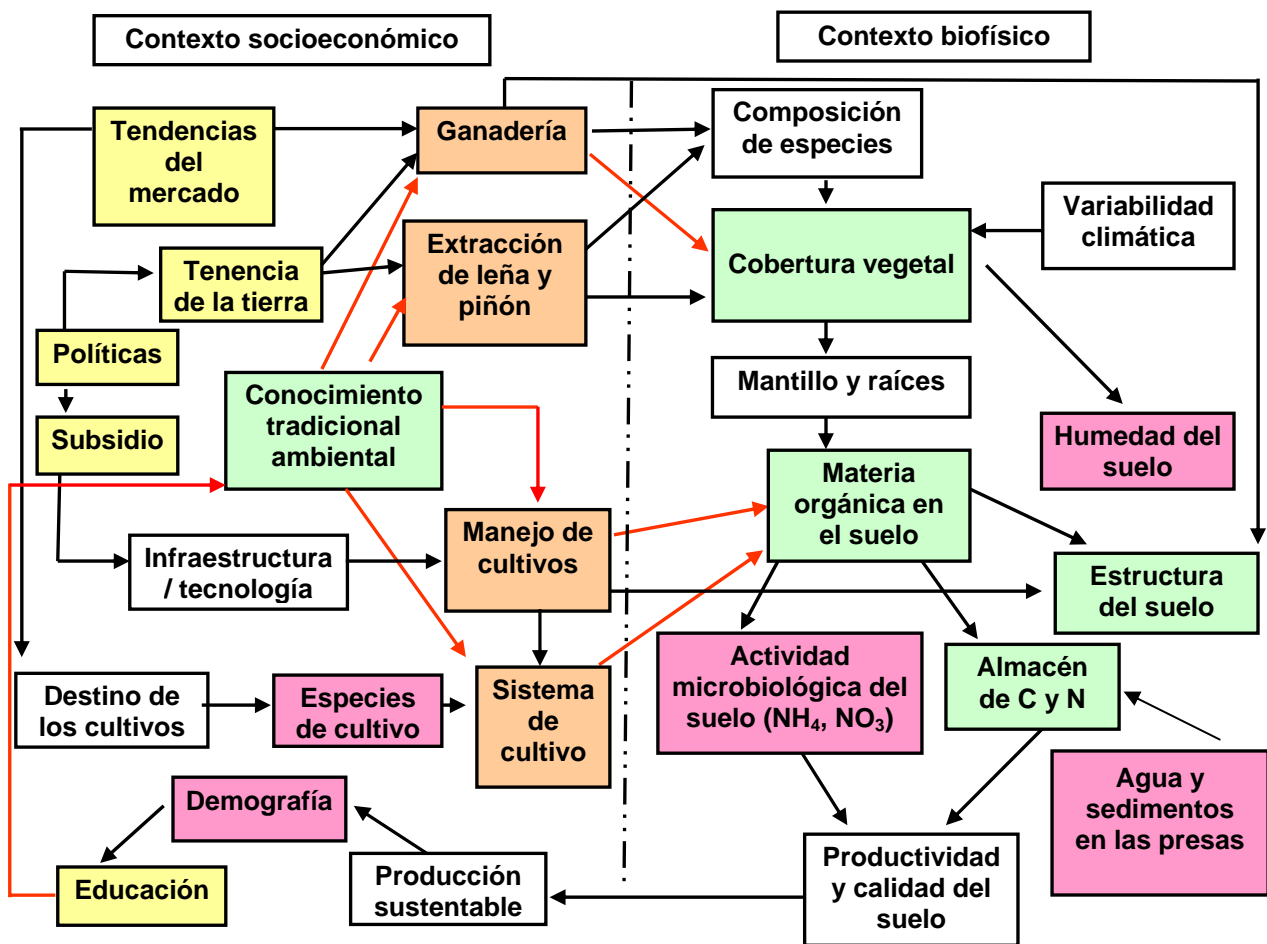 Contexto socioeconómico
Contexto biofísico
Tendencias
del
mercado
Ganadería
Composición
de especies
Variabilidad
climática
Tenencia
de la tierra
Extracción
de leña y
piñón
Cobertura vegetal
Políticas
Mantillo y raíces
Conocimiento
tradicional
ambiental
Subsidio
Humedad del
suelo
Materia
orgánica en
el suelo
Infraestructura
/ tecnología
Manejo de
cultivos
Estructura
del suelo
Destino de
los cultivos
Especies
de cultivo
Sistema
de
cultivo
Actividad
microbiológica del
suelo (NH₄, NO₃)
Almacén
de C y N
Demografía
Agua y
sedimentos
en las presas
Educación
Producción
sustentable
Productividad
y calidad del
suelo